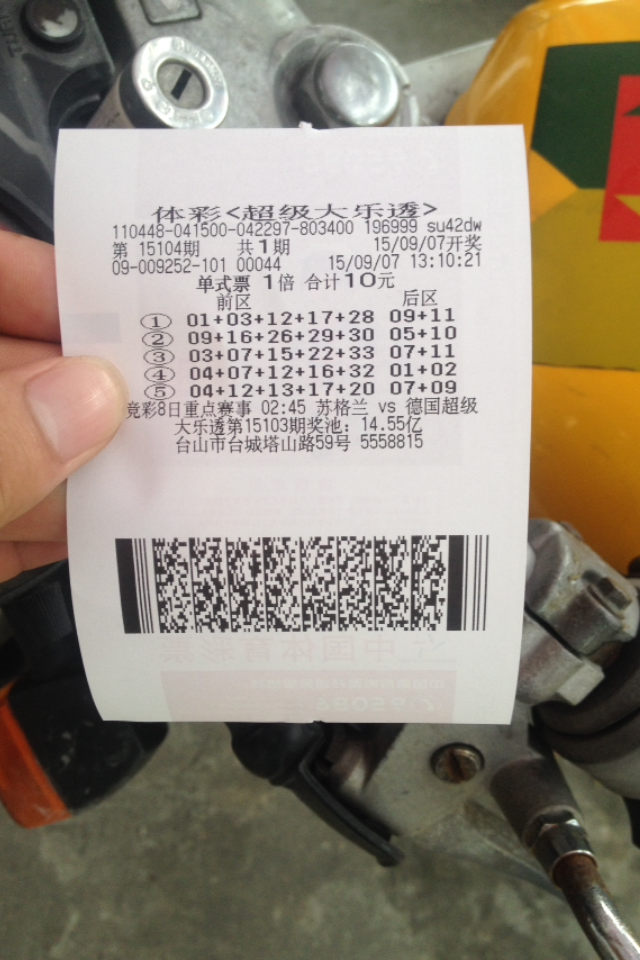 体彩<超级大乐透>
110448-041500-042297-803400 196999 su42dw
第 15104期 共1期 15/09/07开奖
09-009252-101 00044 15/09/07 13:10:21
单式票 1倍 合计10元
前区 后区
① 01+03+12+17+28 09+11
② 09+16+26+29+30 05+10
③ 03+07+15+22+33 07+11
④ 04+07+12+16+32 01+02
⑤ 04+12+13+17+20 07+09
竞彩8日重点赛事 02:45 苏格兰 vs 德国超级
大乐透第15103期奖池: 14.55亿
台山市台城塔山路59号 5558815
中国体育彩票
95086